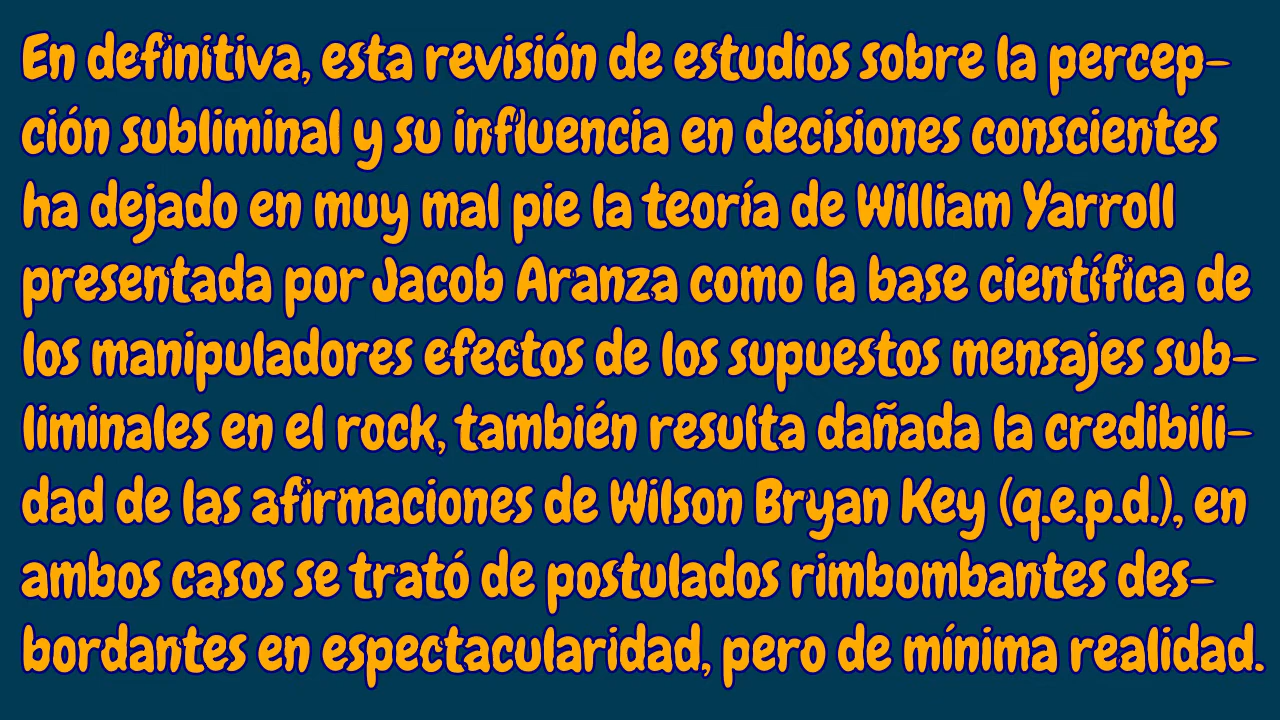 En definitiva, esta revisión de estudios sobre la percep-
ción subliminal y su influencia en decisiones conscientes
ha dejado en muy mal pie la teoría de William Yarroll
presentada por Jacob Aranza como la base científica de
los manipuladores efectos de los supuestos mensajes sub-
liminales en el rock, también resulta dañada la credibili-
dad de las afirmaciones de Wilson Bryan Key (q.e.p.d.), en
ambos casos se trató de postulados rimbombantes des-
bordantes en espectacularidad, pero de mínima realidad.